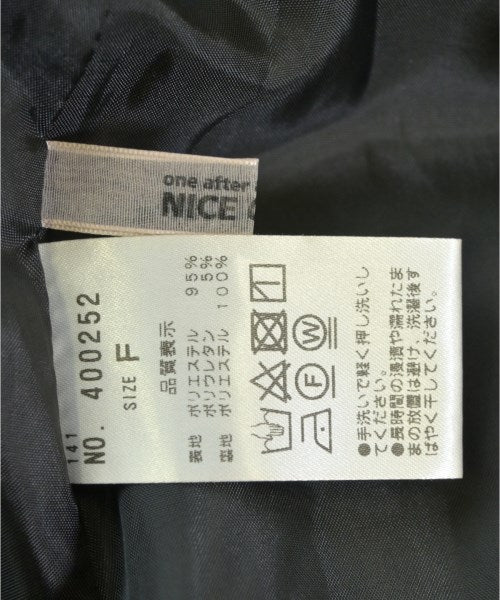 one after
NICE
141
NO. 400252
SIZE F
品質表示
表地 ポリエステル 95%
ポリウレタン 5%
裏地 ポリエステル 100%
W
F
●手洗いで軽く押し洗いし
てください。
●長時間の浸漬や濡れたま
まの放置は避け、洗濯後す
ばやく干してください。